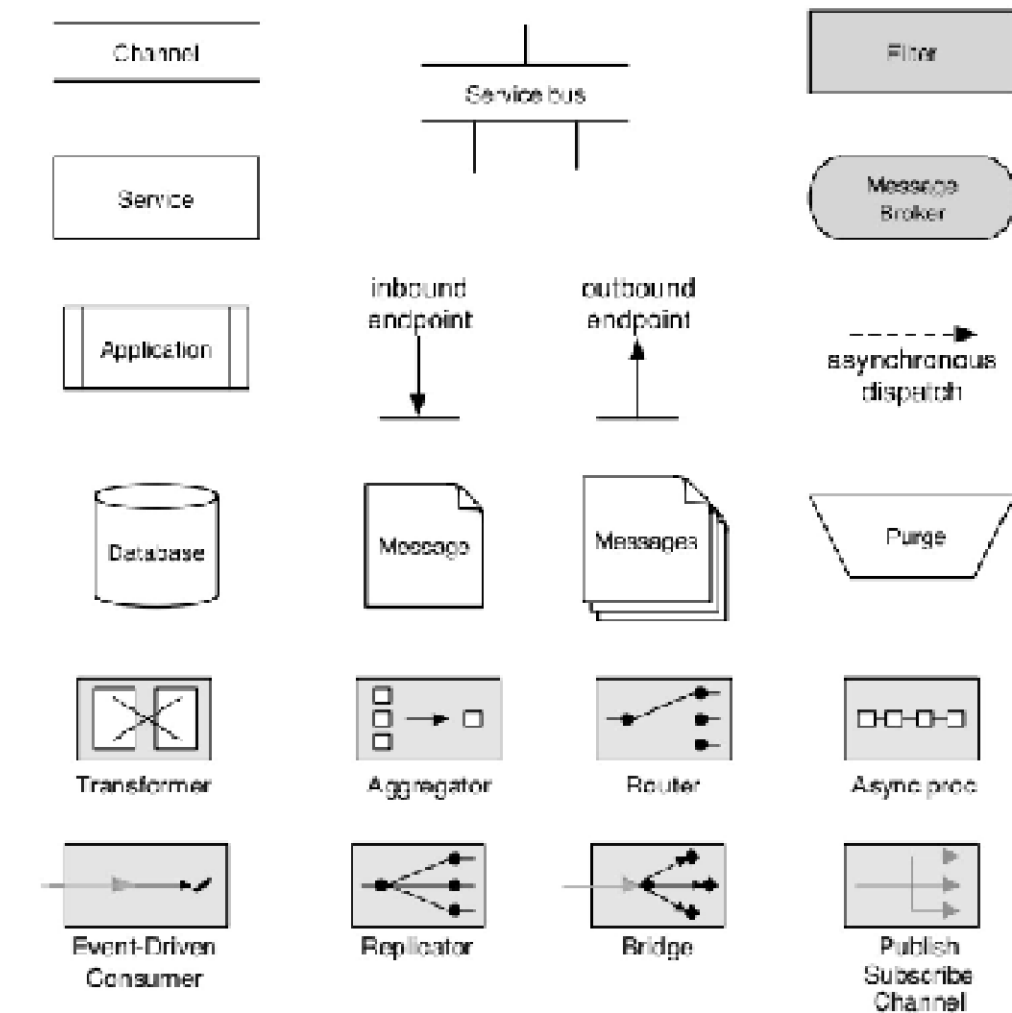 Channel
Service bus
Filter
Service
Message
Broker
inbound
endpoint
outbound
endpoint
Application
asynchronous
dispatch
Database
Message
Messages
Purge
Transformer
Aggregator
Router
Async proc
Event-Driven
Consumer
Replicator
Bridge
Publish
Subscribe
Channel